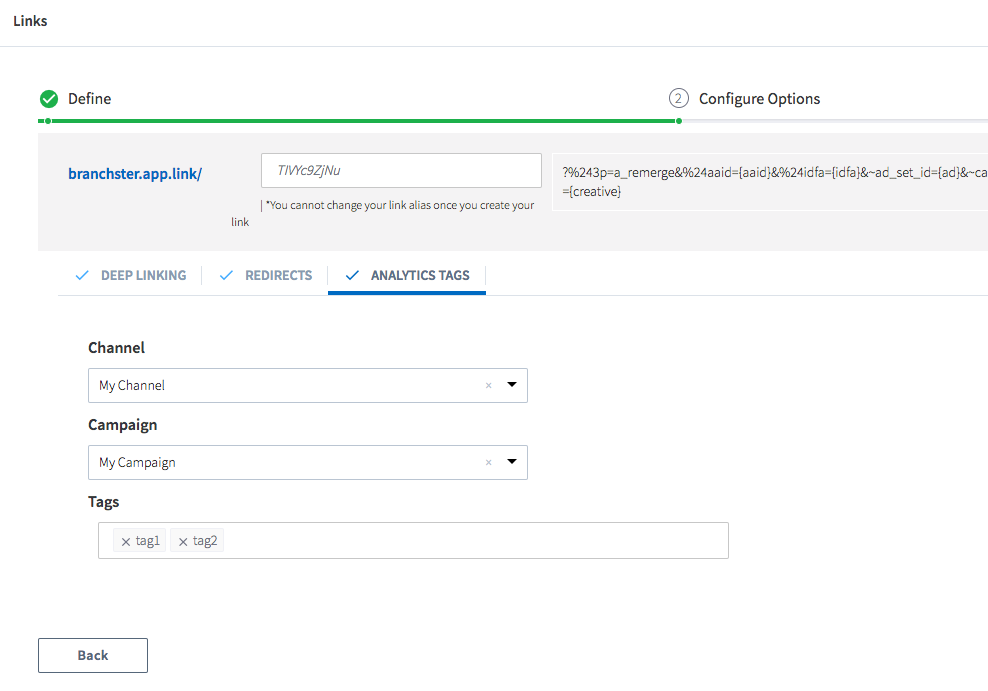 Links
Define
2 Configure Options
branchster.app.link/
TIVYc9ZjNu
?%243p=a_remerge&%24aaid={aaid}&%24idfa={idfa}&~ad_set_id={ad}&~ca
={creative}
| *You cannot change your link alias once you create your
link
DEEP LINKING
REDIRECTS
ANALYTICS TAGS
Channel
My Channel ×
Campaign
My Campaign ×
Tags
× tag1 × tag2
Back